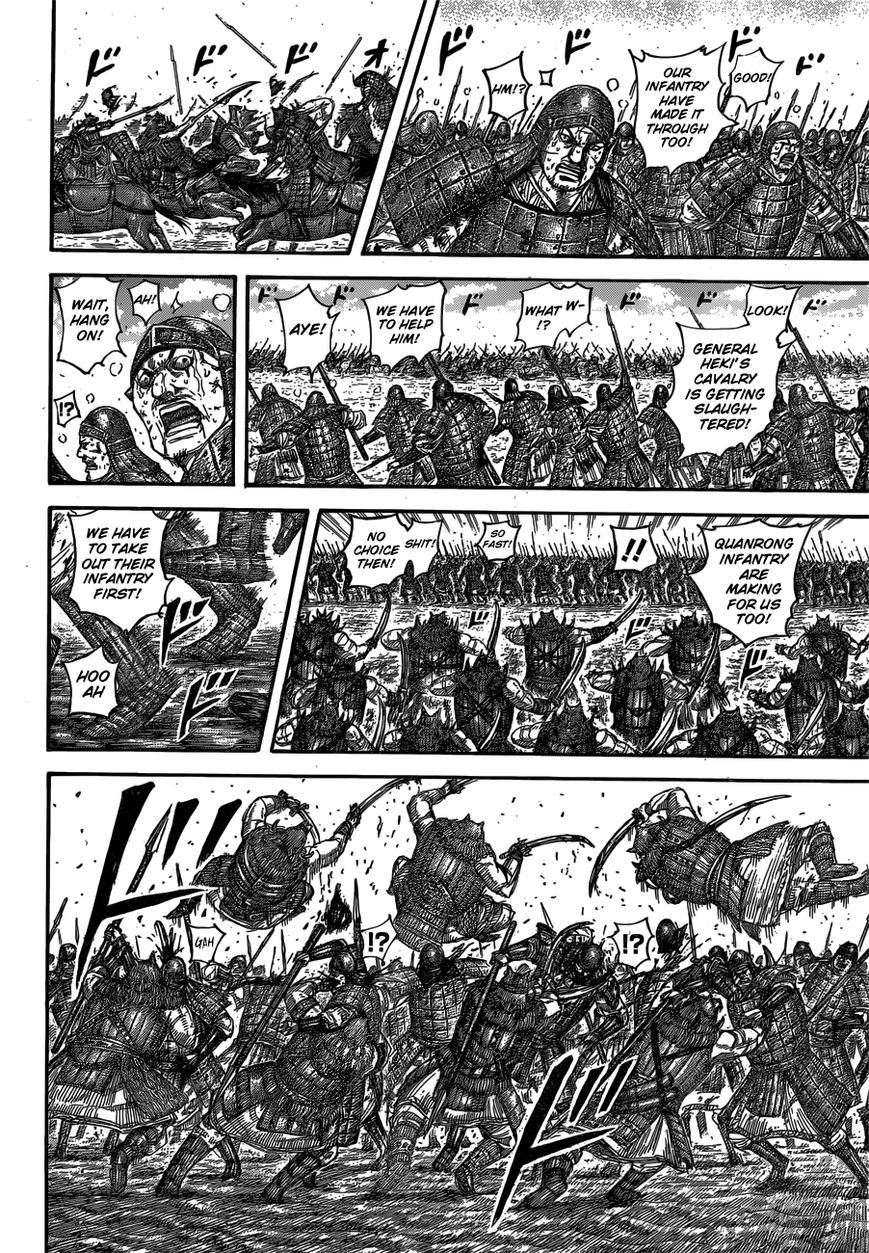 GOOD!
OUR
INFANTRY
HAVE
MADE IT
THROUGH
TOO!
HM!?
オ
ド
ド
ド
ド
ド
LOOK!
GENERAL
HEKI'S
CAVALRY
IS GETTING
SLAUGH-
TERED!
WHAT W-
!?
WE HAVE
TO HELP
HIM!
AYE!
ド
ド
ド
ド
ド
AH!
WAIT,
HANG
ON!
!?
QUANRONG
INFANTRY
ARE
MAKING
FOR US
TOO!
!!
SO
FAST!
SHIT!
NO
CHOICE
THEN!
ド
ド
ド
WE HAVE
TO TAKE
OUT THEIR
INFANTRY
FIRST!
HOO
AH
ド
ド
ド
GAH
!?
!?
ド